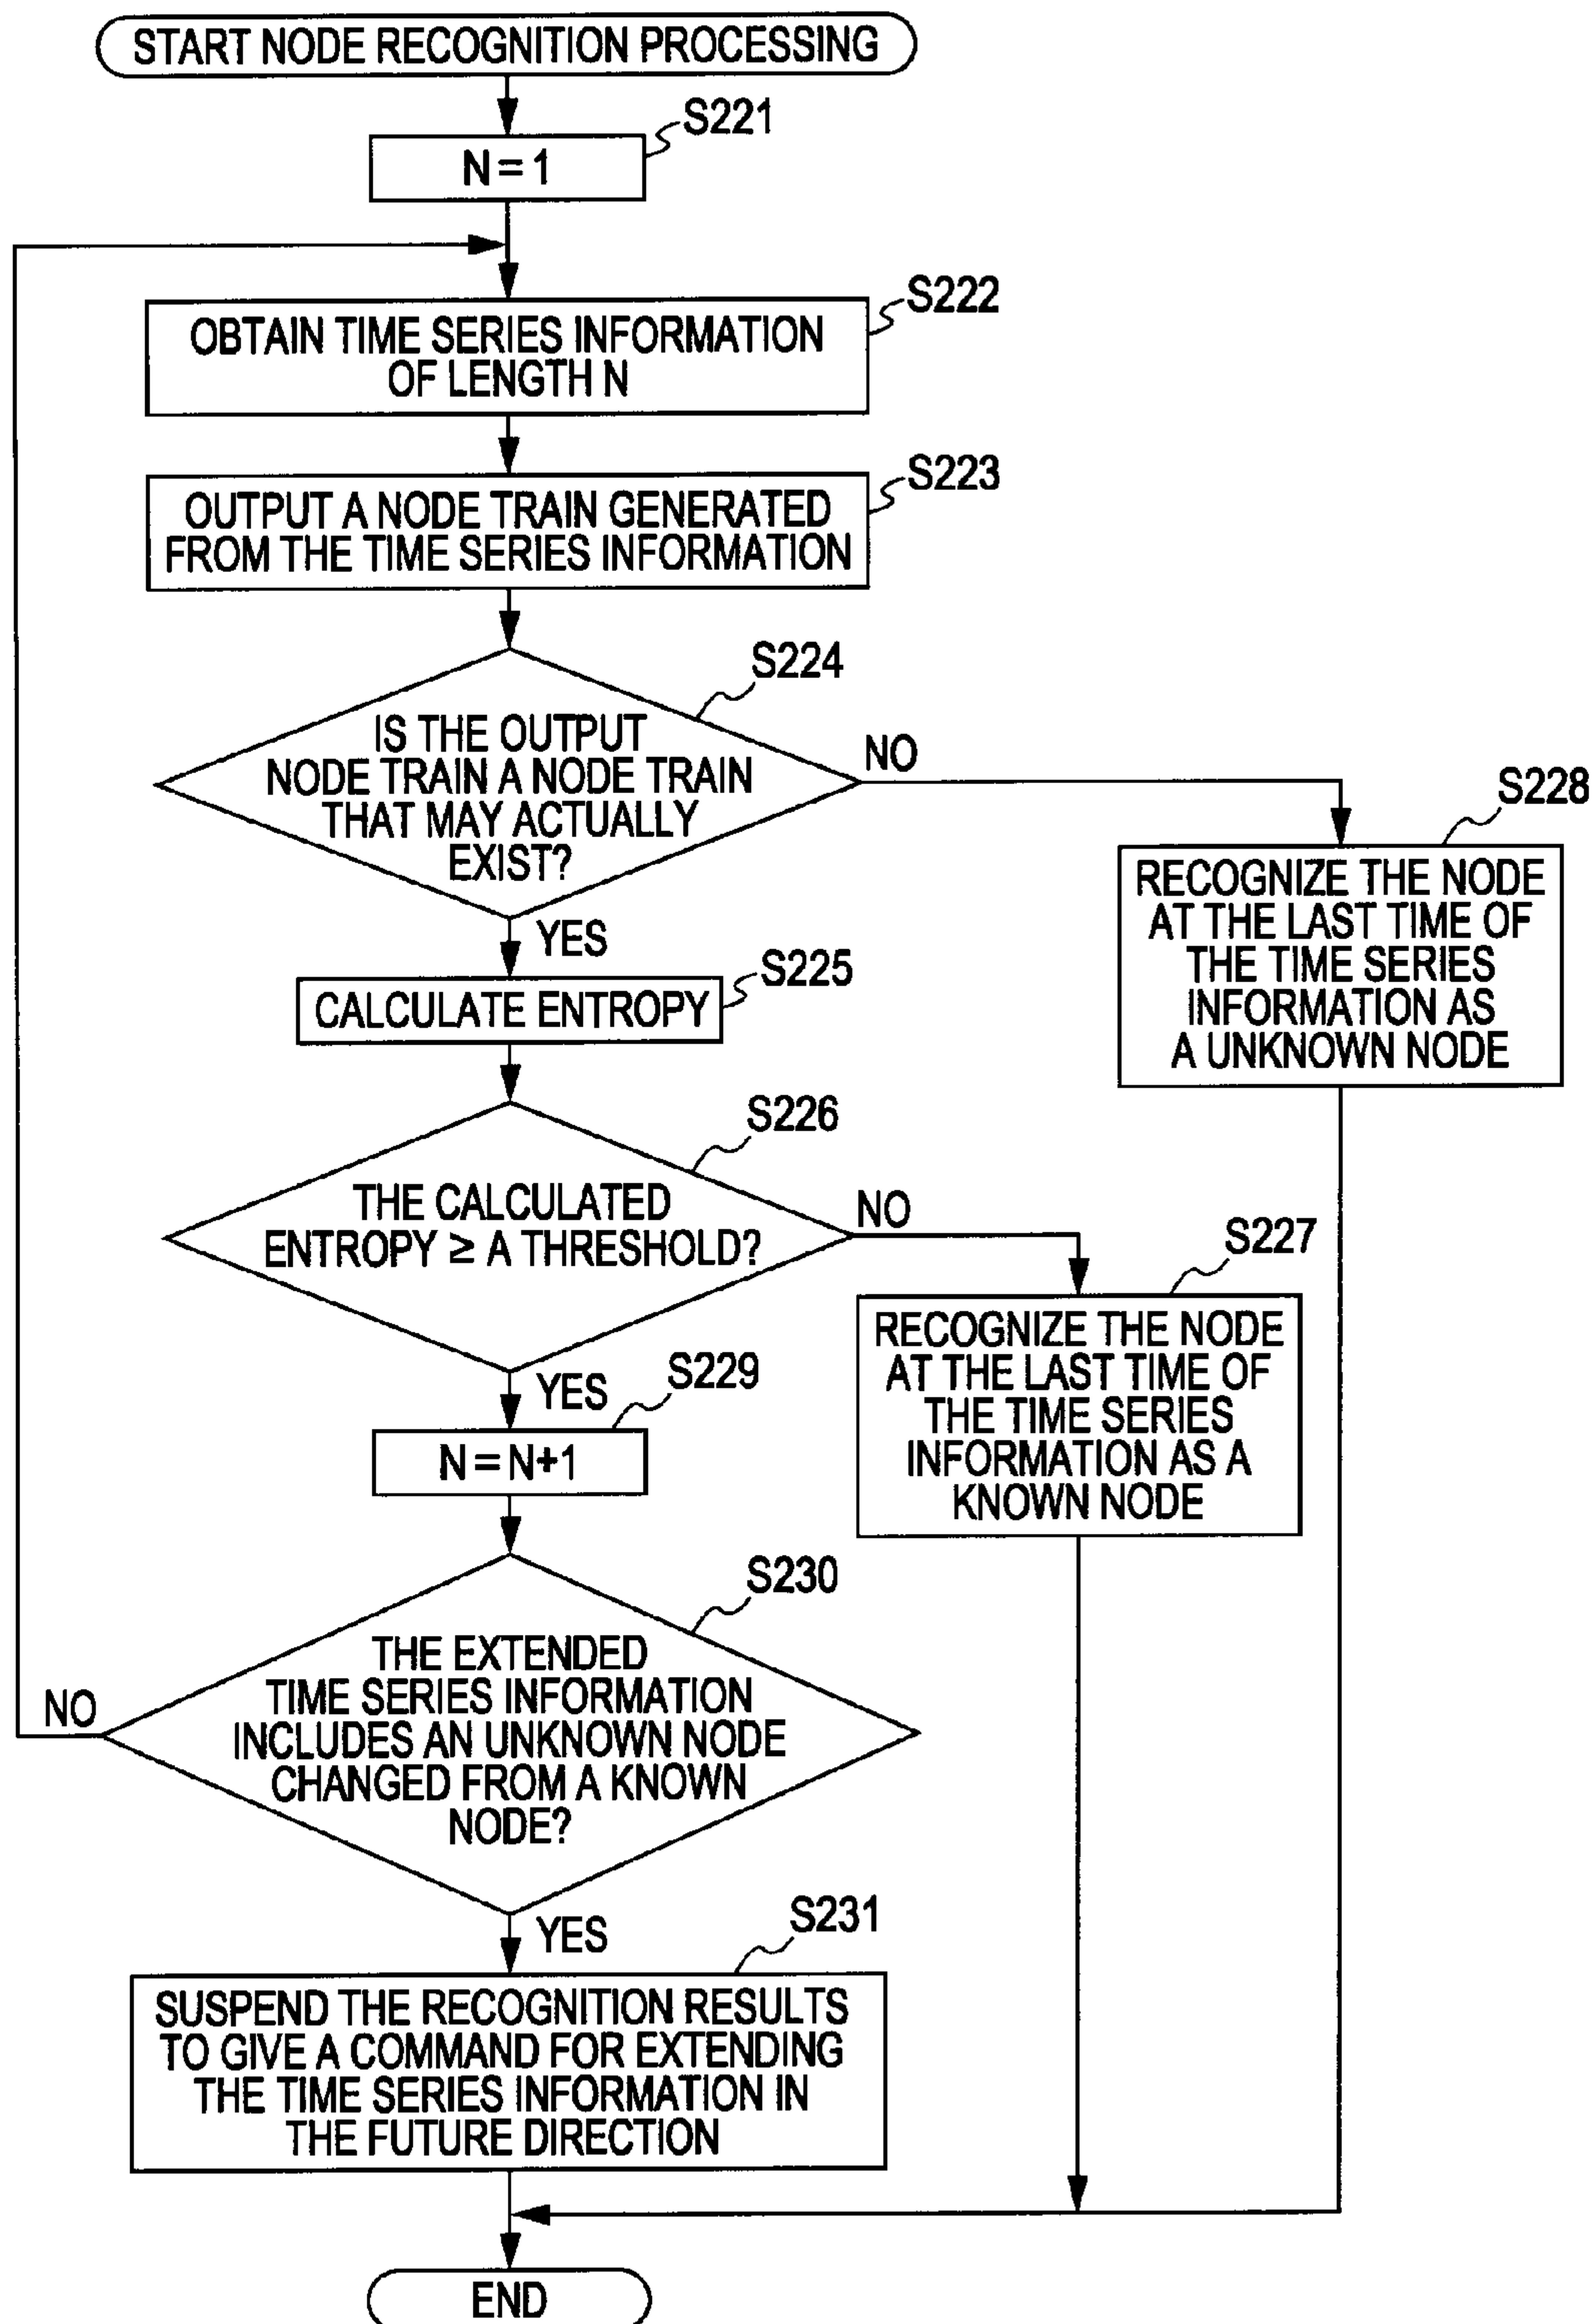 START NODE RECOGNITION PROCESSING
S221
N = 1
S222
OBTAIN TIME SERIES INFORMATION
OF LENGTH N
S223
OUTPUT A NODE TRAIN GENERATED
FROM THE TIME SERIES INFORMATION
S224
IS THE OUTPUT
NODE TRAIN A NODE TRAIN
THAT MAY ACTUALLY
EXIST?
NO
YES
S228
RECOGNIZE THE NODE
AT THE LAST TIME OF
THE TIME SERIES
INFORMATION AS
A UNKNOWN NODE
S225
CALCULATE ENTROPY
S226
THE CALCULATED
ENTROPY ≥ A THRESHOLD?
NO
YES
S227
RECOGNIZE THE NODE
AT THE LAST TIME OF
THE TIME SERIES
INFORMATION AS A
KNOWN NODE
S229
N = N+1
S230
THE EXTENDED
TIME SERIES INFORMATION
INCLUDES AN UNKNOWN NODE
CHANGED FROM A KNOWN
NODE?
NO
YES
S231
SUSPEND THE RECOGNITION RESULTS
TO GIVE A COMMAND FOR EXTENDING
THE TIME SERIES INFORMATION IN
THE FUTURE DIRECTION
END